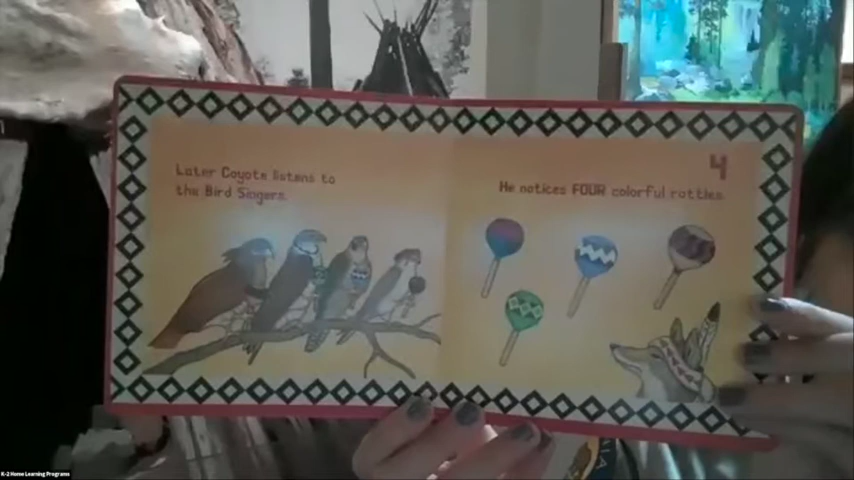 Later Coyote listens to
the Bird Singers.
4
He notices FOUR colorful rattles.
K-2 Home Learning Programs